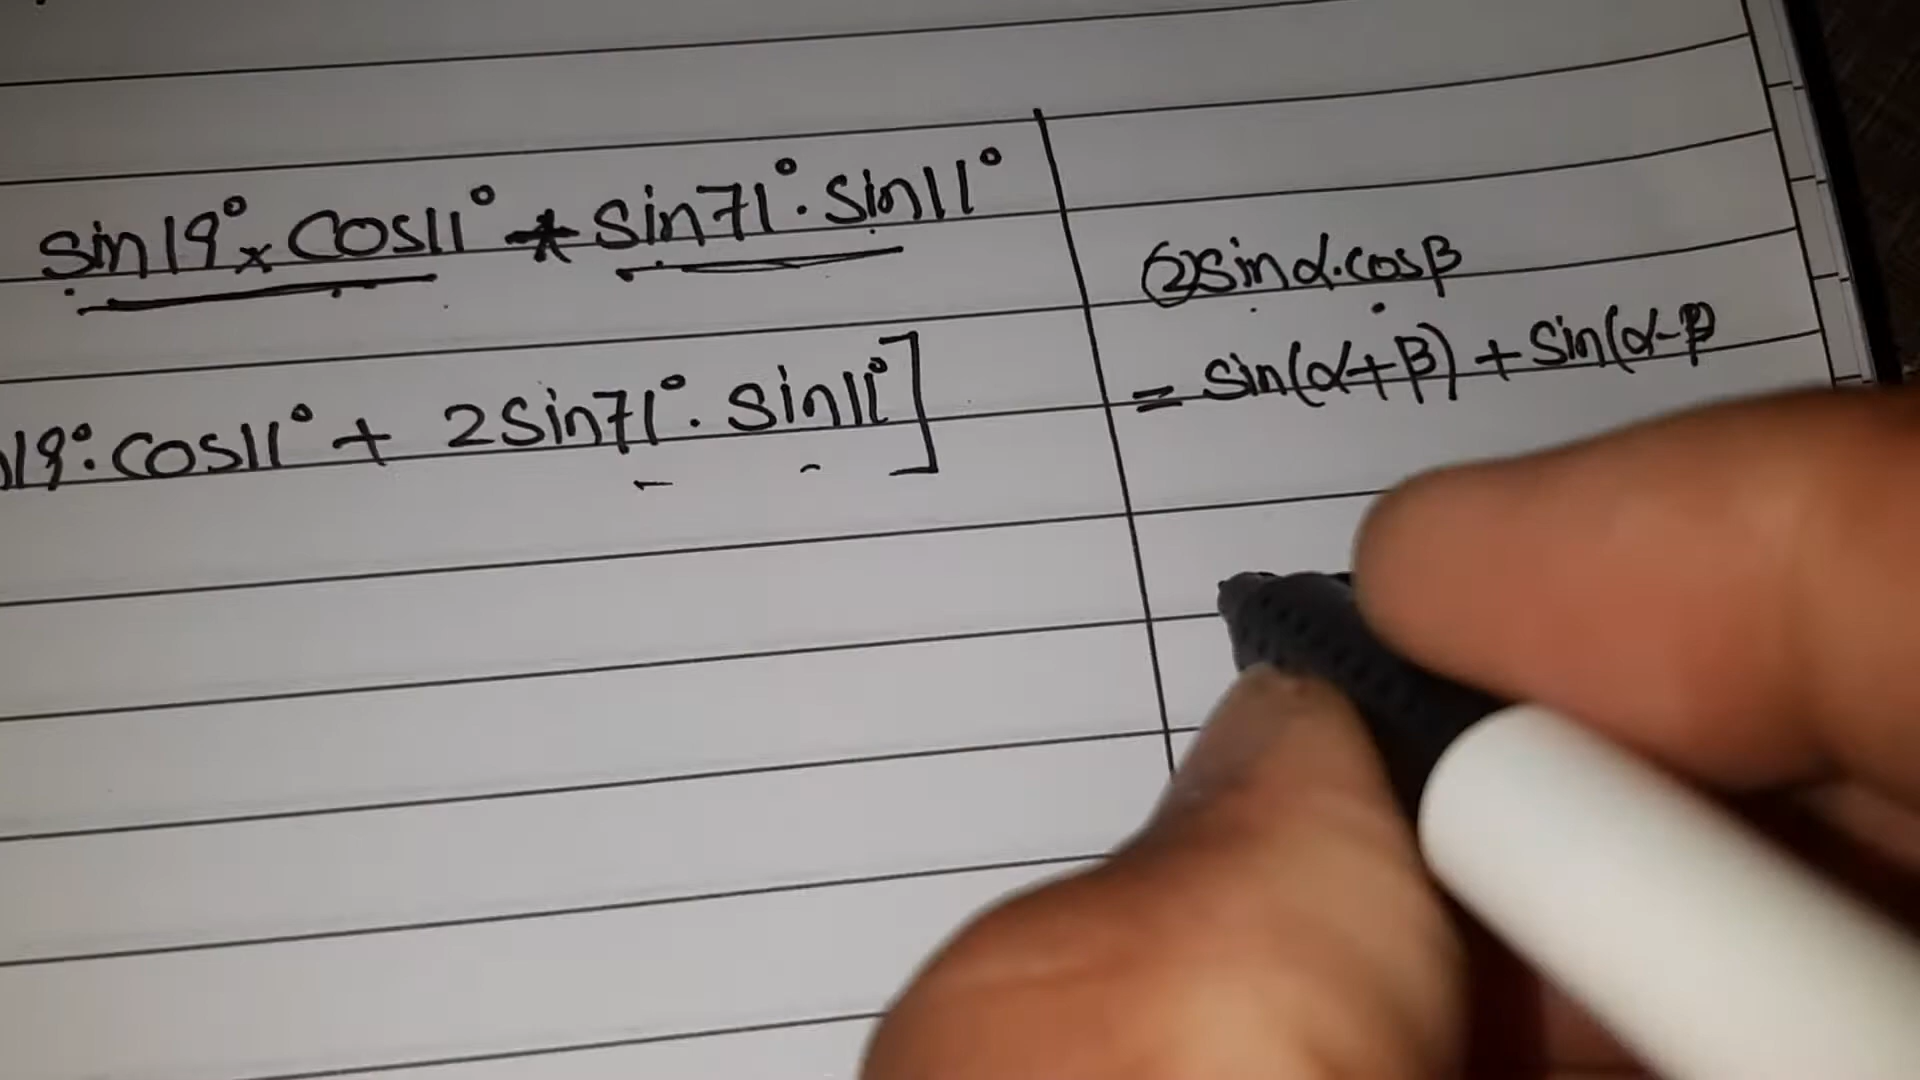 sin19°×cos11° + sin71°·sin11°
19°·cos11° + 2sin71°·sin11°]
2sinα·cosβ
= sin(α+β) + sin(α-β